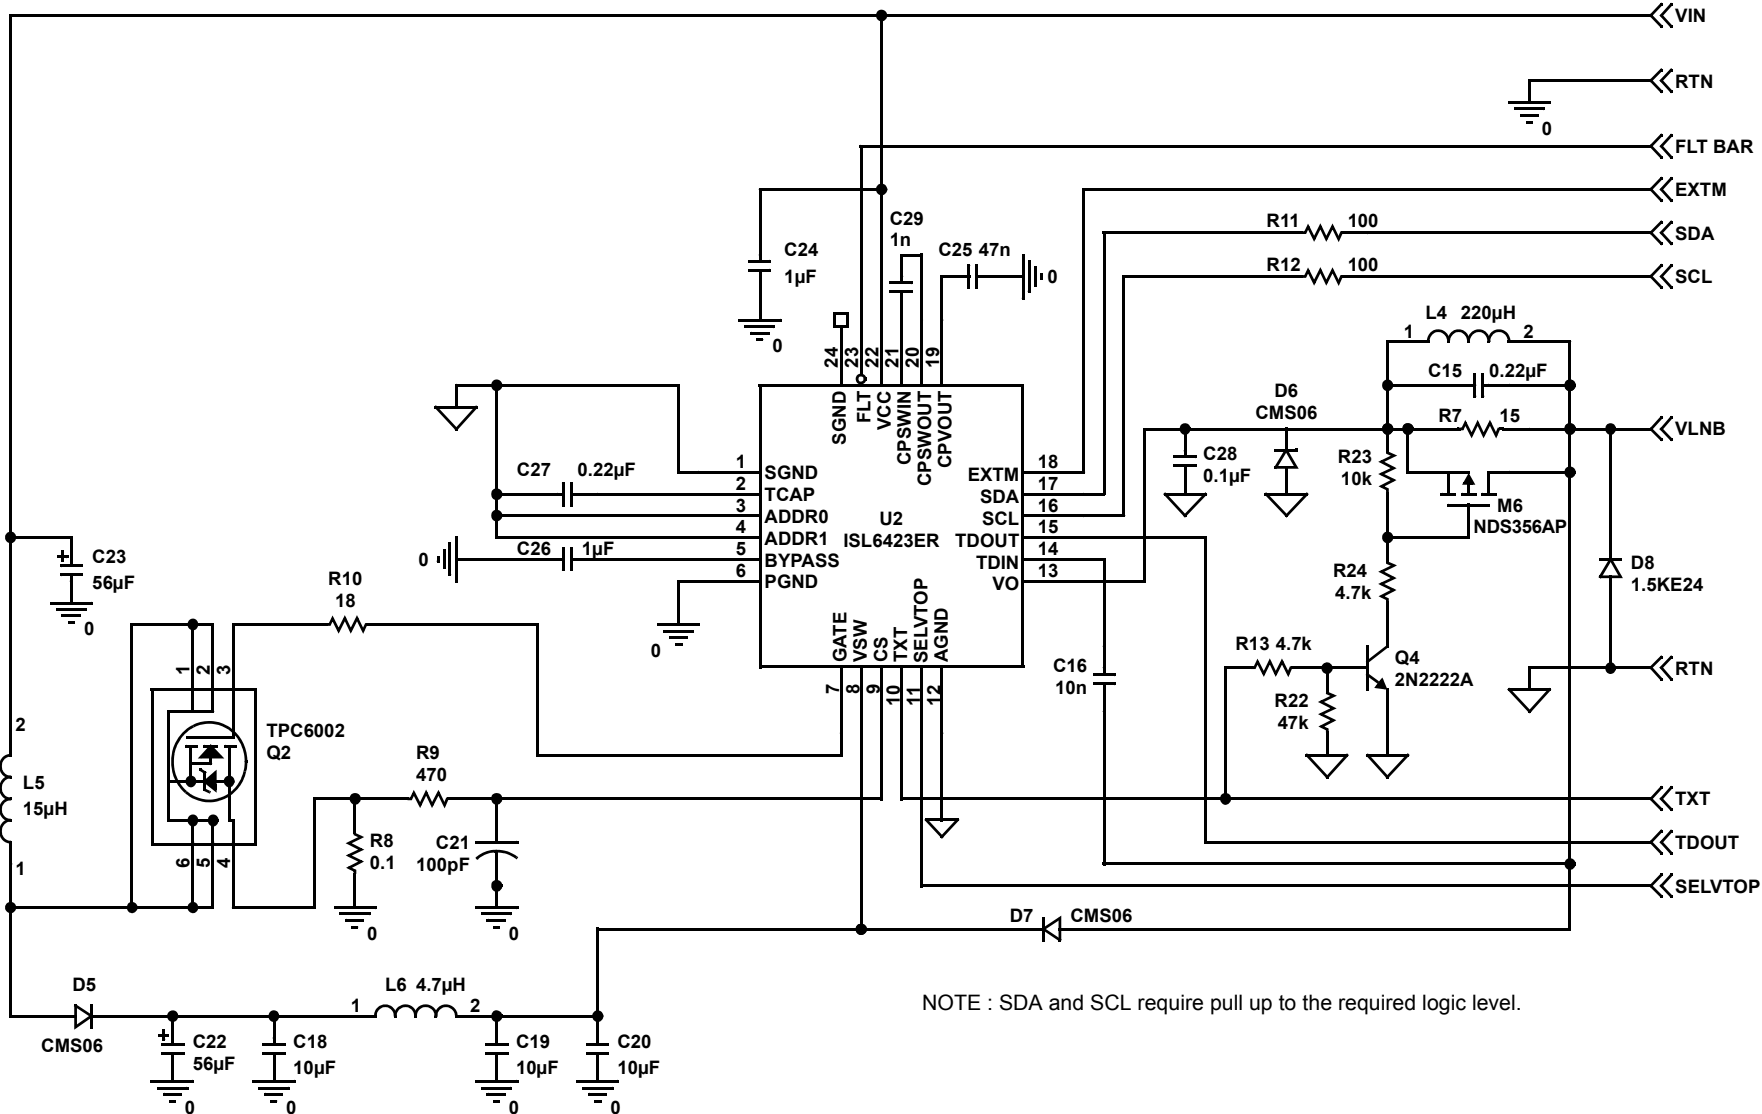 VIN
RTN
0
FLT BAR
EXTM
C29
1n
C25 47n
R11 100
SDA
C24
1µF
R12 100
SCL
0
0
L4 220µH
1 2
24 23 22 21 20 19
C15 0.22µF
D6
CMS06
SGND FLT VCC CPSWIN CPSWOUT CPVOUT
R7 15
VLNB
C27 0.22µF
1 SGND
2 TCAP
3 ADDR0
4 ADDR1
5 BYPASS
6 PGND
U2
ISL6423ER
EXTM 18
SDA 17
SCL 16
TDOUT 15
TDIN 14
VO 13
C28
0.1µF
R23
10k
M6
NDS356AP
0
C26 1µF
C23
56µF
0
R10
18
0
R24
4.7k
D8
1.5KE24
GATE VSW CS TXT SELVTOP AGND
7 8 9 10 11 12
1 2 3
C16
10n
R13 4.7k
Q4
2N2222A
RTN
R22
47k
2
TPC6002
Q2
R9
470
L5
15µH
TXT
R8
0.1
C21
100pF
TDOUT
1
6 5 4
SELVTOP
0
0
D7 CMS06
D5
L6 4.7µH
1 2
NOTE : SDA and SCL require pull up to the required logic level.
CMS06
C22
56µF
C18
10µF
C19
10µF
C20
10µF
0
0
0
0